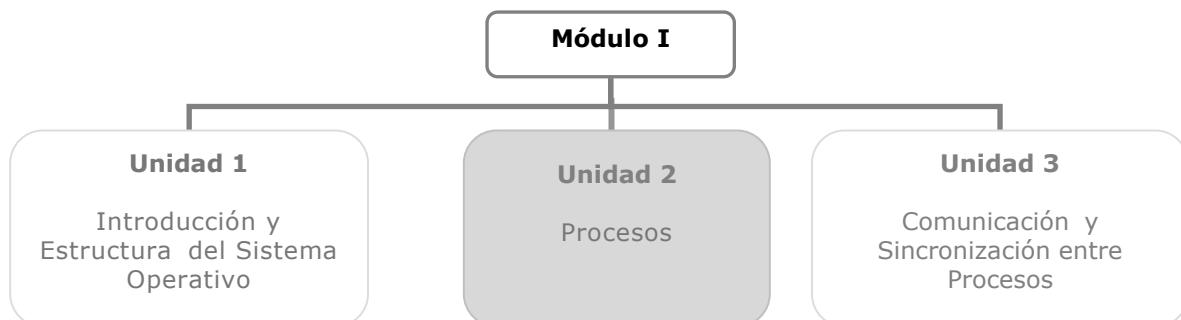 Módulo I
Unidad 1
Introducción y
Estructura del Sistema
Operativo
Unidad 2
Procesos
Unidad 3
Comunicación y
Sincronización entre
Procesos